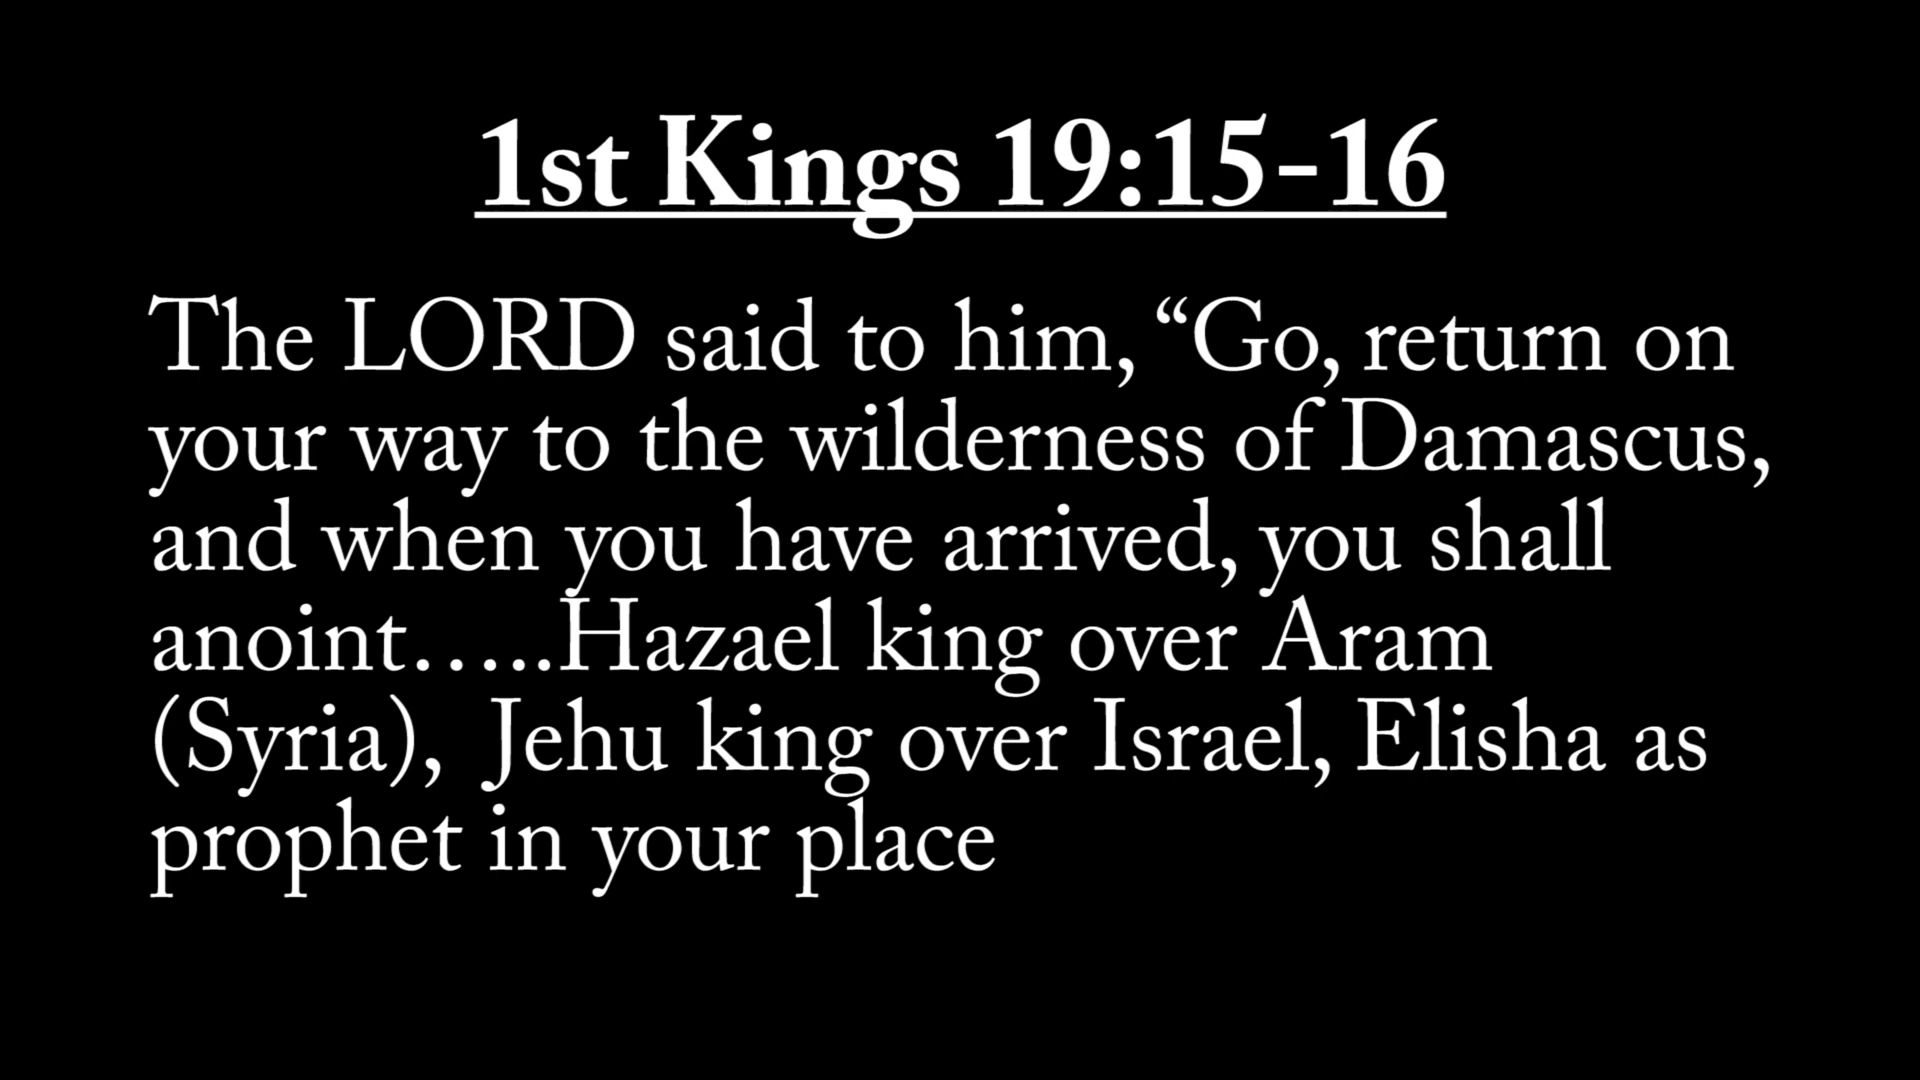 1st Kings 19:15-16
The LORD said to him, “Go, return on
your way to the wilderness of Damascus,
and when you have arrived, you shall
anoint…..Hazael king over Aram
(Syria),  Jehu king over Israel, Elisha as
prophet in your place